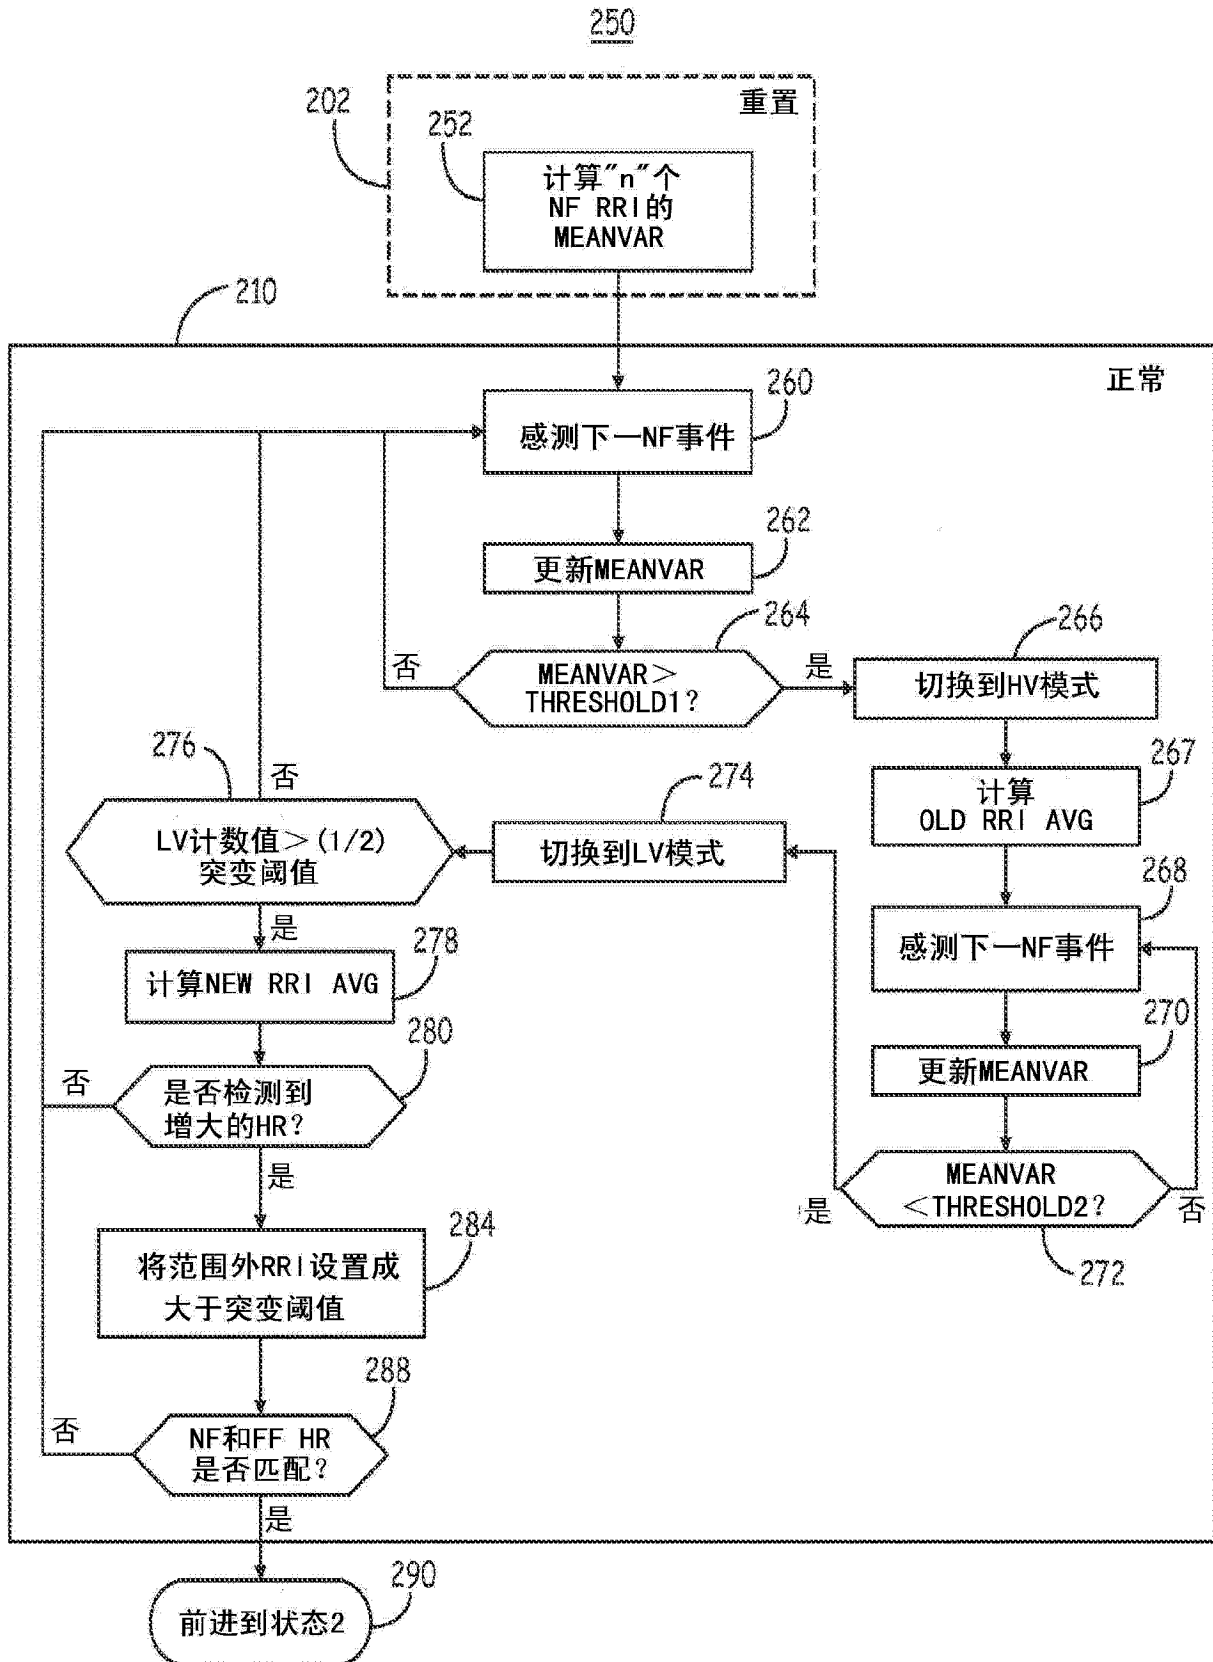 250
202
重置
252
计算"n"个
NF RRI的
MEANVAR
210
正常
260
感测下一NF事件
262
更新MEANVAR
264
MEANVAR＞
THRESHOLD1?
否
是
266
切换到HV模式
267
计算
OLD RRI AVG
268
感测下一NF事件
270
更新MEANVAR
MEANVAR
＜THRESHOLD2?
是
否
272
274
切换到LV模式
276
否
LV计数值＞(1/2)
突变阈值
是
278
计算NEW RRI AVG
280
否
是否检测到
增大的HR?
是
284
将范围外RRI设置成
大于突变阈值
288
否
NF和FF HR
是否匹配?
是
290
前进到状态2